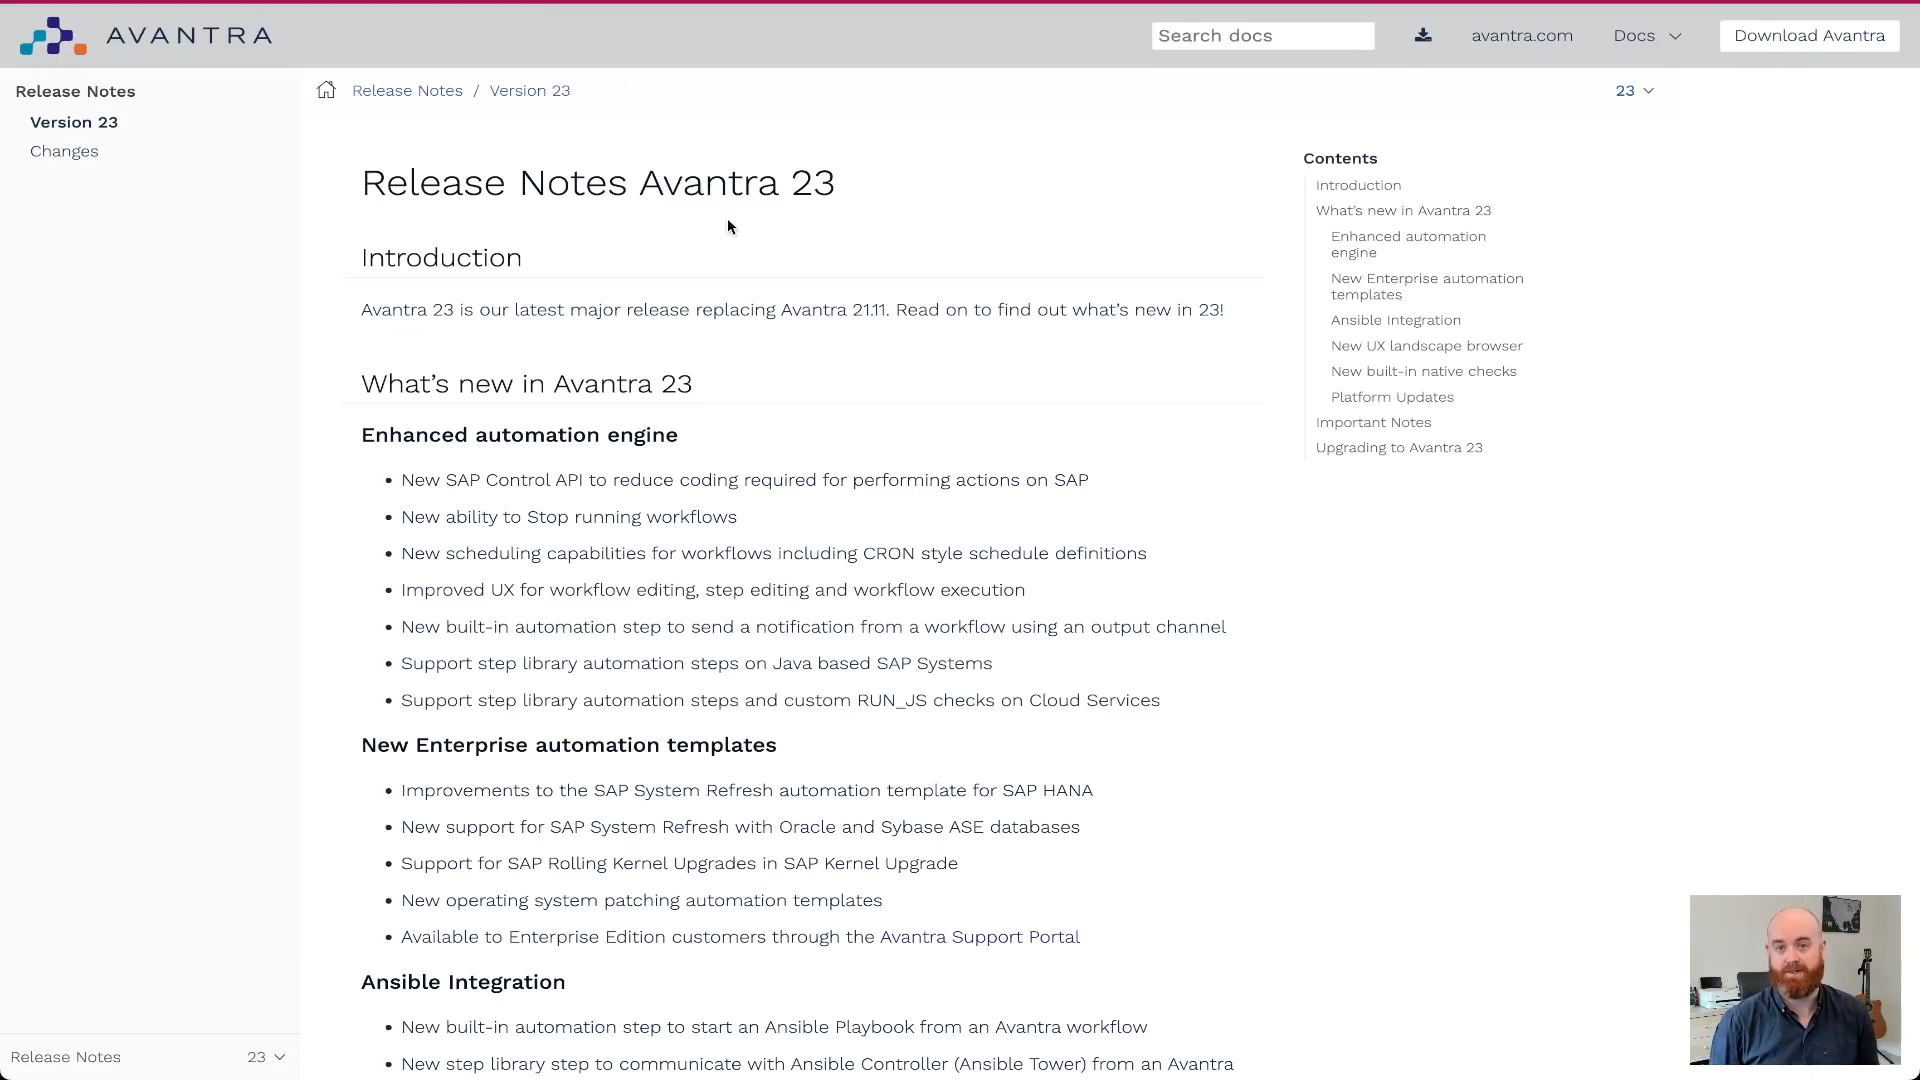 AVANTRA
Search docs
avantra.com
Docs
Download Avantra
Release Notes
Version 23
Changes
Release Notes / Version 23
23
Release Notes Avantra 23
Introduction
Avantra 23 is our latest major release replacing Avantra 21.11. Read on to find out what's new in 23!
What's new in Avantra 23
Enhanced automation engine
• New SAP Control API to reduce coding required for performing actions on SAP
• New ability to Stop running workflows
• New scheduling capabilities for workflows including CRON style schedule definitions
• Improved UX for workflow editing, step editing and workflow execution
• New built-in automation step to send a notification from a workflow using an output channel
• Support step library automation steps on Java based SAP Systems
• Support step library automation steps and custom RUN_JS checks on Cloud Services
New Enterprise automation templates
• Improvements to the SAP System Refresh automation template for SAP HANA
• New support for SAP System Refresh with Oracle and Sybase ASE databases
• Support for SAP Rolling Kernel Upgrades in SAP Kernel Upgrade
• New operating system patching automation templates
• Available to Enterprise Edition customers through the Avantra Support Portal
Ansible Integration
• New built-in automation step to start an Ansible Playbook from an Avantra workflow
• New step library step to communicate with Ansible Controller (Ansible Tower) from an Avantra
Contents
Introduction
What's new in Avantra 23
Enhanced automation
engine
New Enterprise automation
templates
Ansible Integration
New UX landscape browser
New built-in native checks
Platform Updates
Important Notes
Upgrading to Avantra 23
Release Notes
23